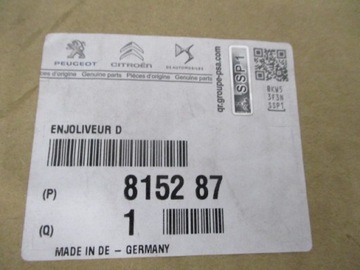 PEUGEOT CITROËN DS AUTOMOBILES
Pièces d'origine Genuine parts Pièces d'origine Genuine parts
qr.groupe-psa.com
SSP1
ENJOLIVEUR D
(P) 8152 87
(Q) 1
MADE IN DE - GERMANY